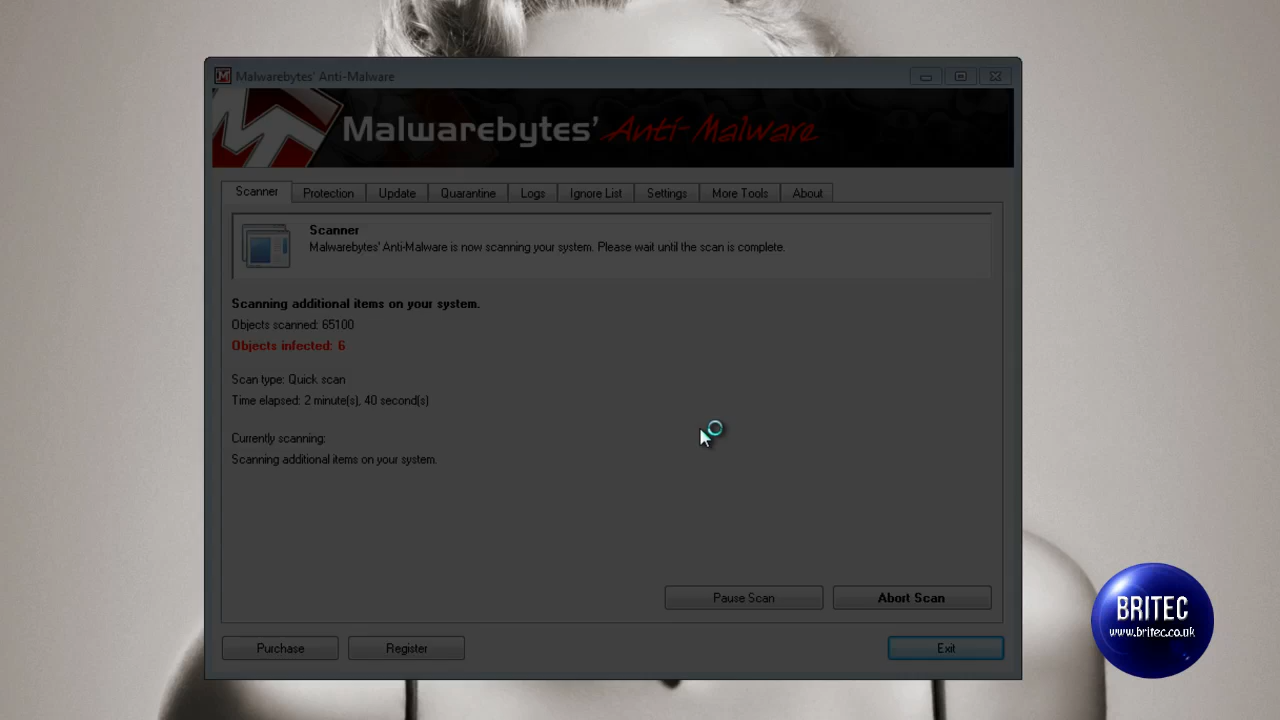 Malwarebytes' Anti-Malware
Malwarebytes' Anti-Malware
Scanner Protection Update Quarantine Logs Ignore List Settings More Tools About
Scanner
Malwarebytes' Anti-Malware is now scanning your system. Please wait until the scan is complete.
Scanning additional items on your system.
Objects scanned: 65100
Objects infected: 6
Scan type: Quick scan
Time elapsed: 2 minute(s), 40 second(s)
Currently scanning:
Scanning additional items on your system.
Pause Scan Abort Scan
Purchase Register Exit
BRITEC
www.britec.co.uk